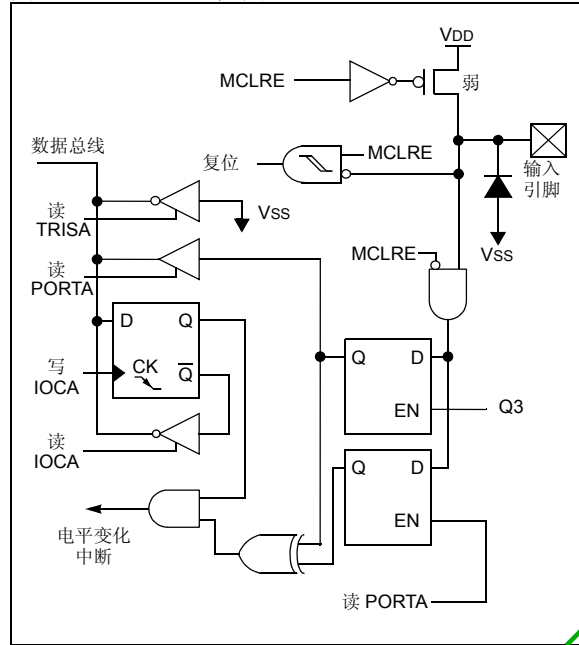 VDD
MCLRE
弱
数据总线
复位
MCLRE
输入
引脚
读
TRISA
VSS
VSS
读
PORTA
MCLRE
D
Q
Q
D
写
IOCA
CK
Q
EN
Q3
读
IOCA
Q
D
EN
电平变化
中断
读 PORTA